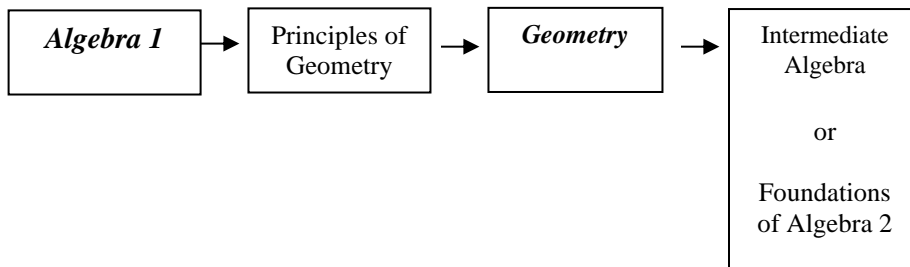 Algebra 1
Principles of
Geometry
Geometry
Intermediate
Algebra
or
Foundations
of Algebra 2